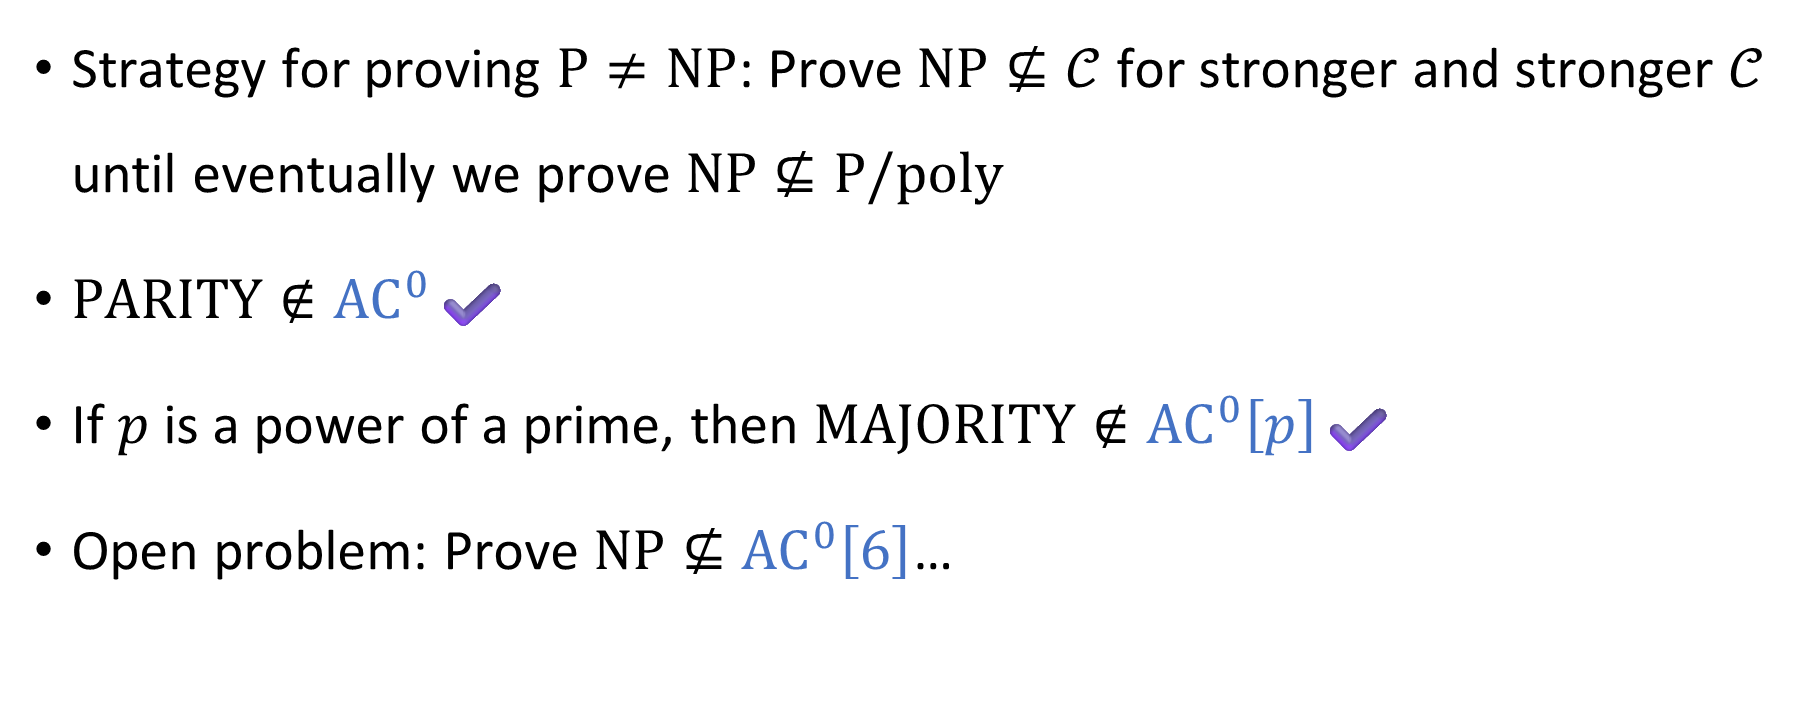 • Strategy for proving P ≠ NP: Prove NP ⊈ 𝒞 for stronger and stronger 𝒞
until eventually we prove NP ⊈ P/poly
• PARITY ∉ AC⁰ ✔
• If 𝑝 is a power of a prime, then MAJORITY ∉ AC⁰[𝑝] ✔
• Open problem: Prove NP ⊈ AC⁰[6]...